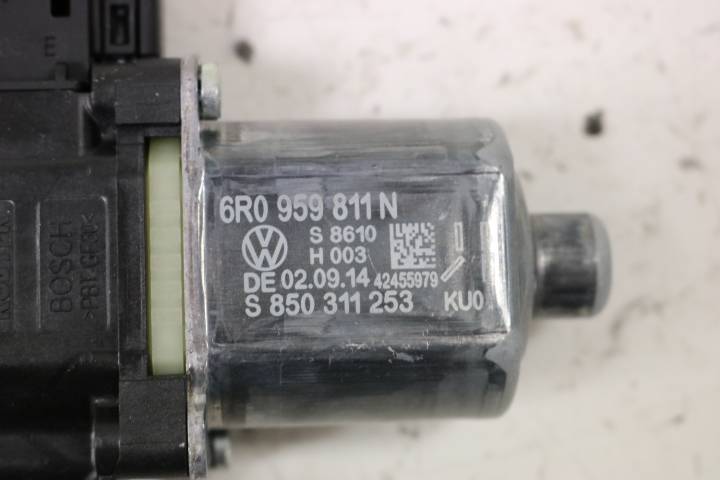 6R0 959 811 N
S 8610
H 003
DE 02.09.14 42455979
S 850 311 253 KU0
BOSCH
E